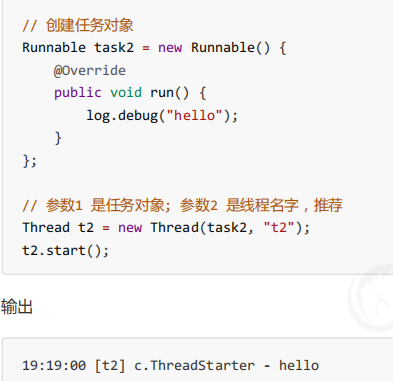 // 创建任务对象
Runnable task2 = new Runnable() {
    @Override
    public void run() {
        log.debug("hello");
    }
};
// 参数1 是任务对象; 参数2 是线程名字，推荐
Thread t2 = new Thread(task2, "t2");
t2.start();
输出
19:19:00 [t2] c.ThreadStarter - hello